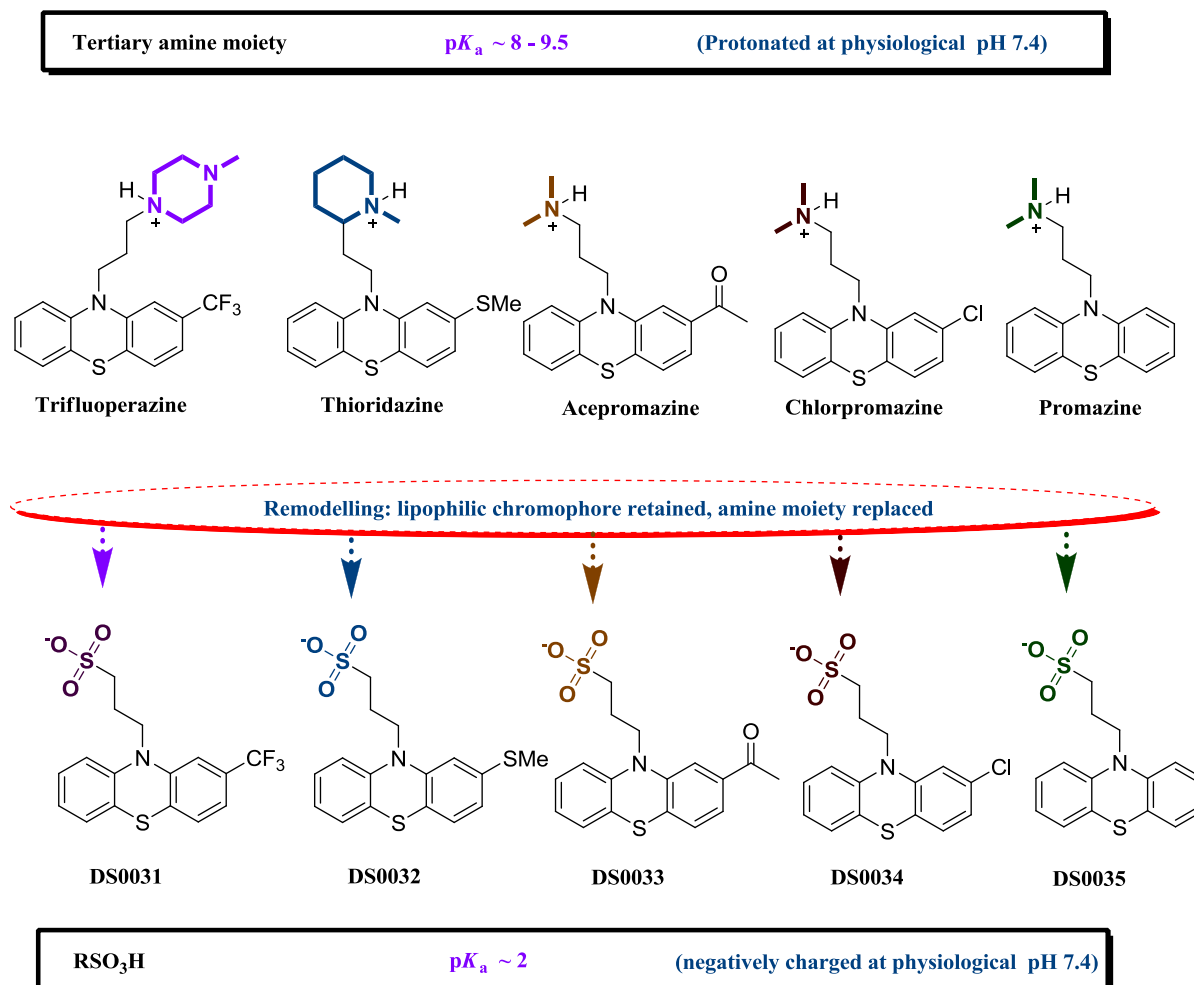 Tertiary amine moiety pKa ~ 8 - 9.5 (Protonated at physiological pH 7.4)
H N N +
N H +
N H +
N H +
N H +
N CF3 S
N SMe S
N O S
N Cl S
N S
Trifluoperazine Thioridazine Acepromazine Chlorpromazine Promazine
Remodelling: lipophilic chromophore retained, amine moiety replaced
-O S O O
-O S O O
-O S O O
-O S O O
-O S O O
N CF3 S
N SMe S
N O S
N Cl S
N S
DS0031 DS0032 DS0033 DS0034 DS0035
RSO3H pKa ~ 2 (negatively charged at physiological pH 7.4)